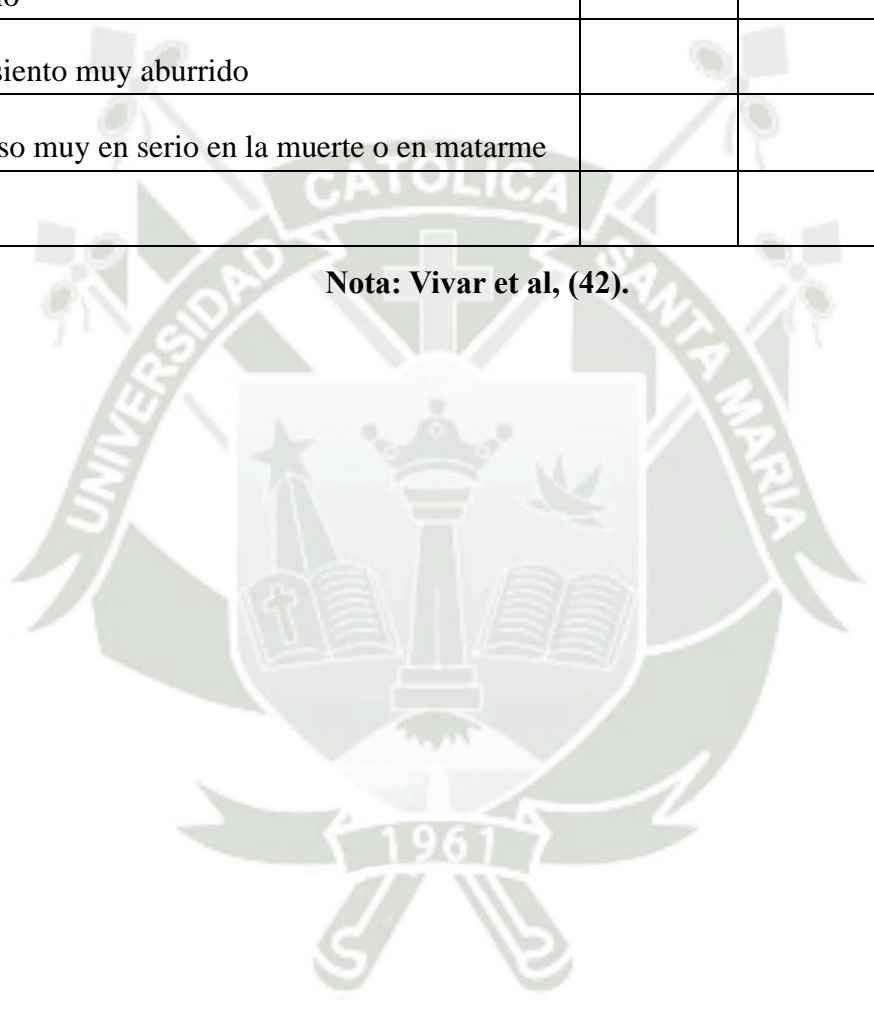 siento muy aburrido
so muy en serio en la muerte o en matarme
Nota: Vivar et al, (42).
UNIVERSIDAD CATOLICA SANTA MARIA
1961